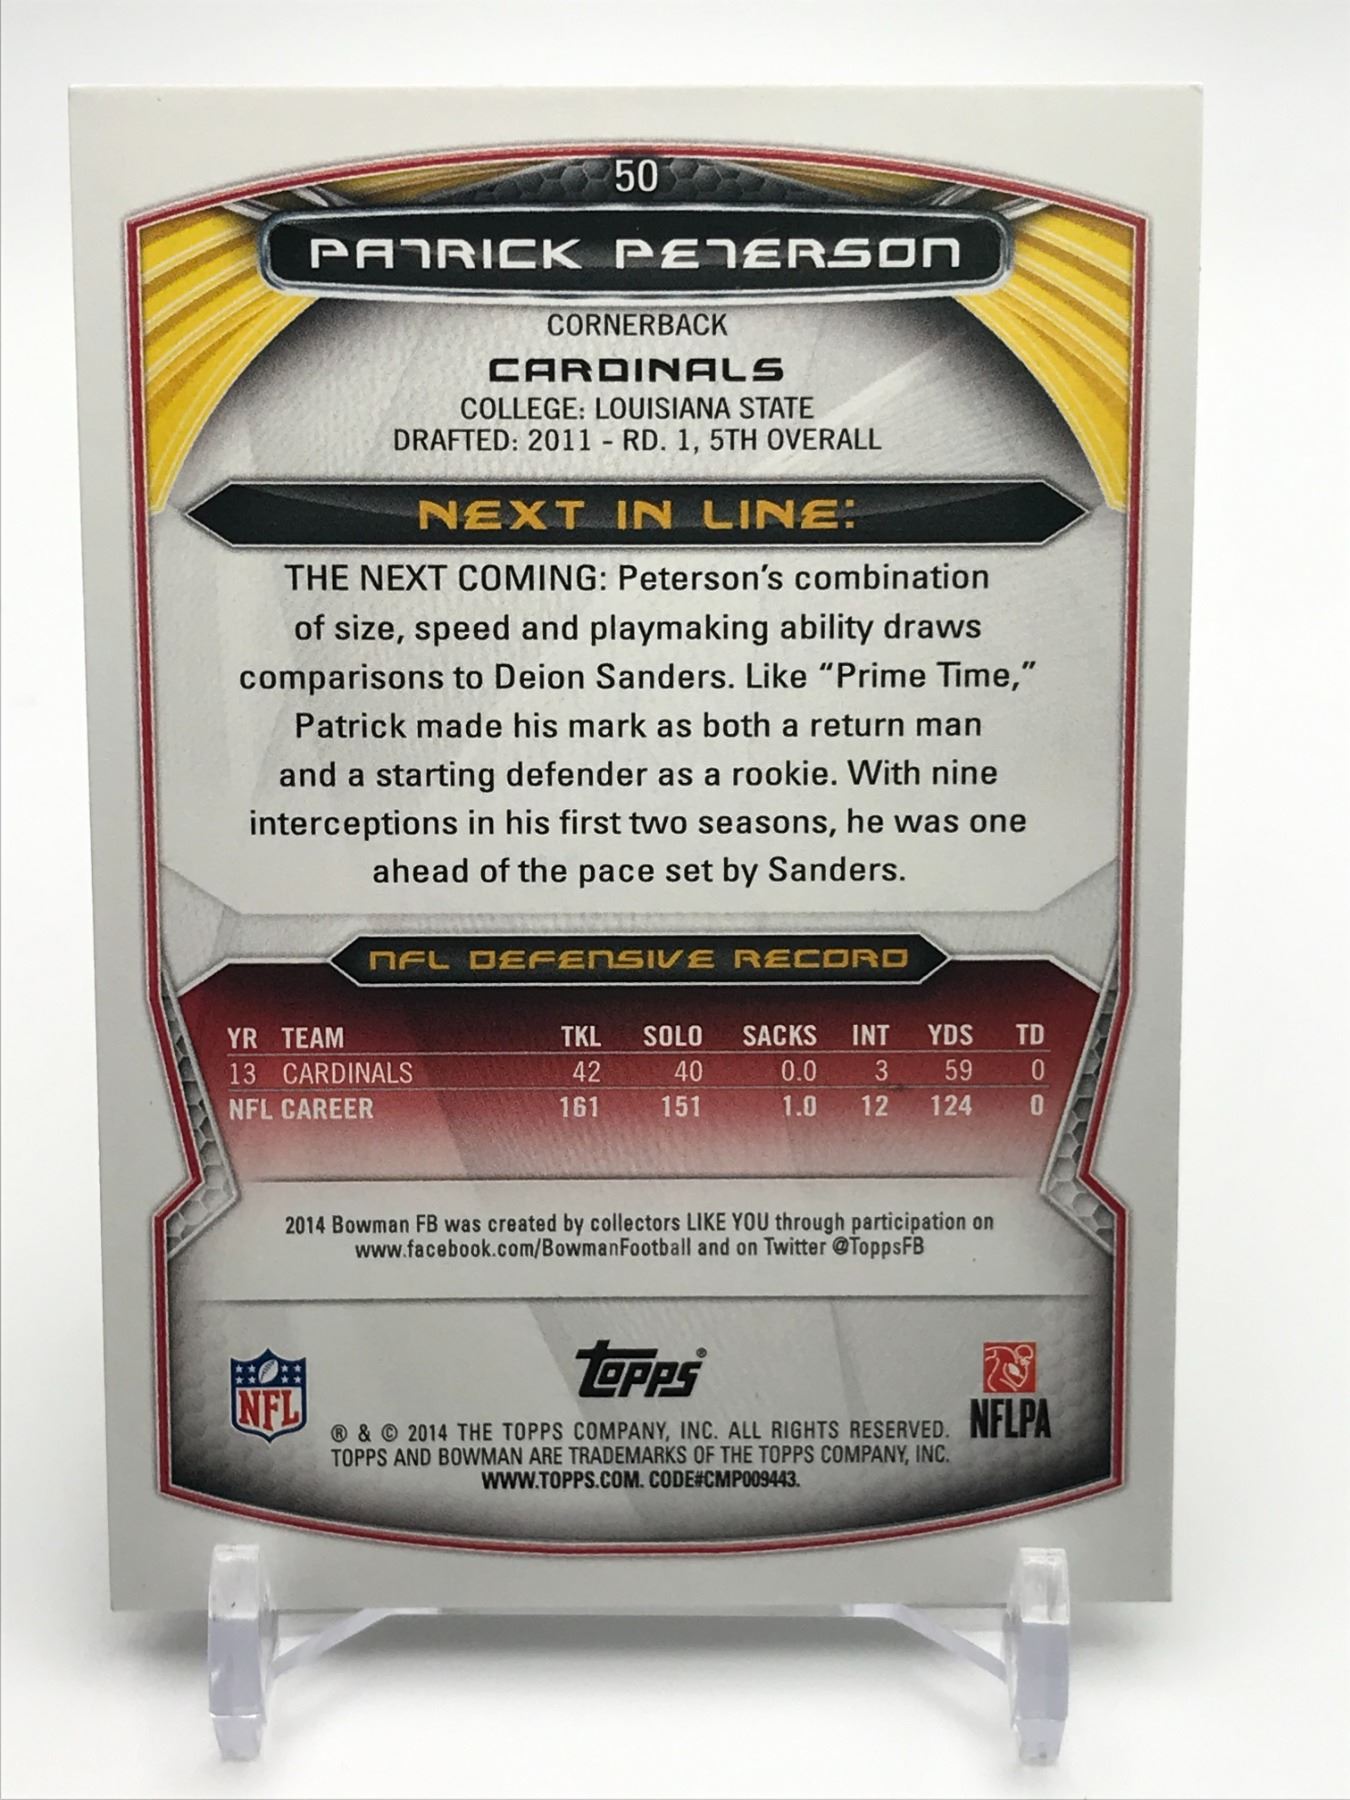 50
PATRICK PETERSON
CORNERBACK
CARDINALS
COLLEGE: LOUISIANA STATE
DRAFTED: 2011 - RD. 1, 5TH OVERALL
NEXT IN LINE:
THE NEXT COMING: Peterson's combination
of size, speed and playmaking ability draws
comparisons to Deion Sanders. Like “Prime Time,”
Patrick made his mark as both a return man
and a starting defender as a rookie. With nine
interceptions in his first two seasons, he was one
ahead of the pace set by Sanders.
NFL DEFENSIVE RECORD
YR TEAM TKL SOLO SACKS INT YDS TD
13 CARDINALS 42 40 0.0 3 59 0
NFL CAREER 161 151 1.0 12 124 0
2014 Bowman FB was created by collectors LIKE YOU through participation on
www.facebook.com/BowmanFootball and on Twitter @ToppsFB
NFL
Topps®
NFLPA
® & © 2014 THE TOPPS COMPANY, INC. ALL RIGHTS RESERVED.
TOPPS AND BOWMAN ARE TRADEMARKS OF THE TOPPS COMPANY, INC.
WWW.TOPPS.COM. CODE#CMP009443.